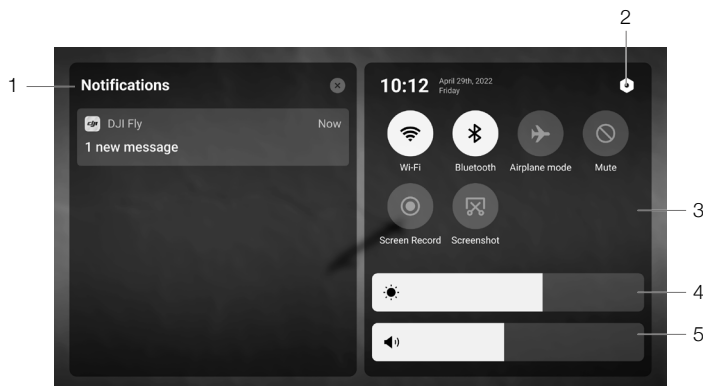 2
1
Notifications
dji DJI Fly Now
1 new message
10:12 April 29th, 2022
Friday
Wi-Fi Bluetooth Airplane mode Mute
3
Screen Record Screenshot
4
5